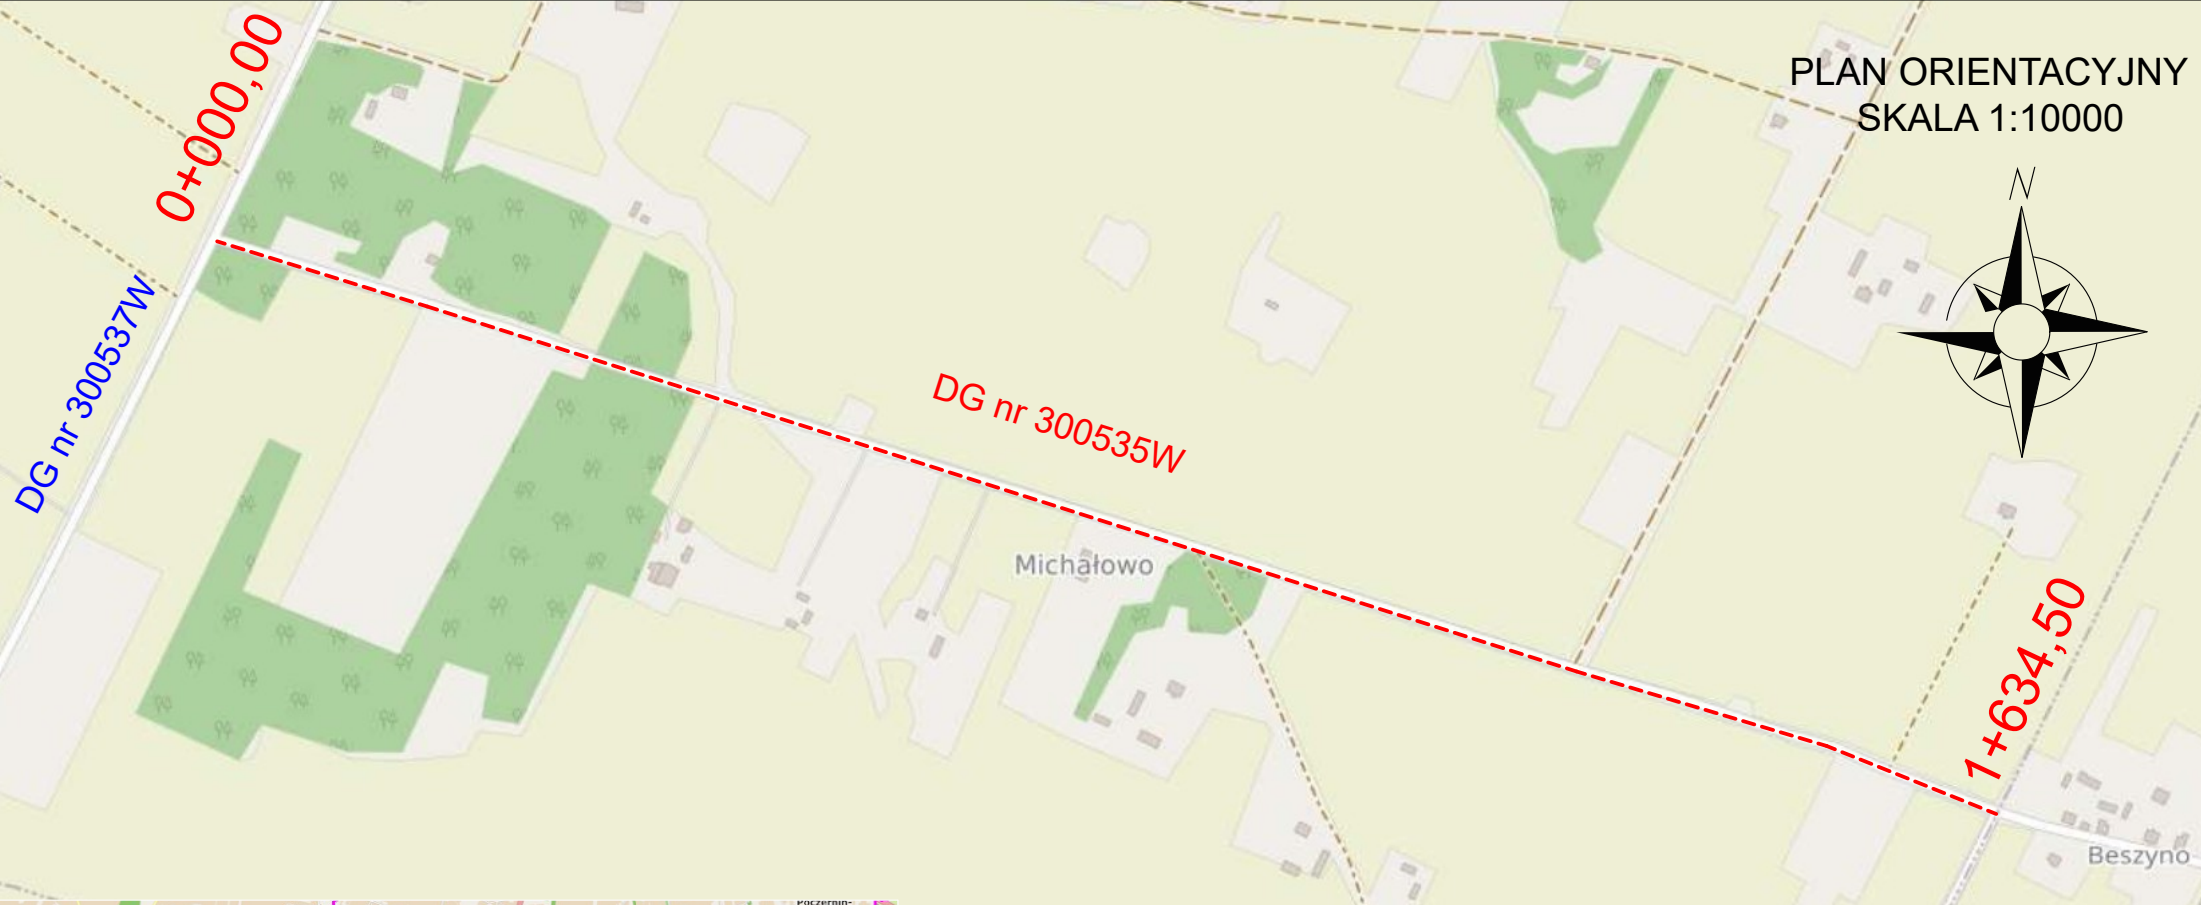 0+000,00
PLAN ORIENTACYJNY
SKALA 1:10000
N
DG nr 300537W
DG nr 300535W
Michałowo
1+634,50
Beszyno
Poczernin-